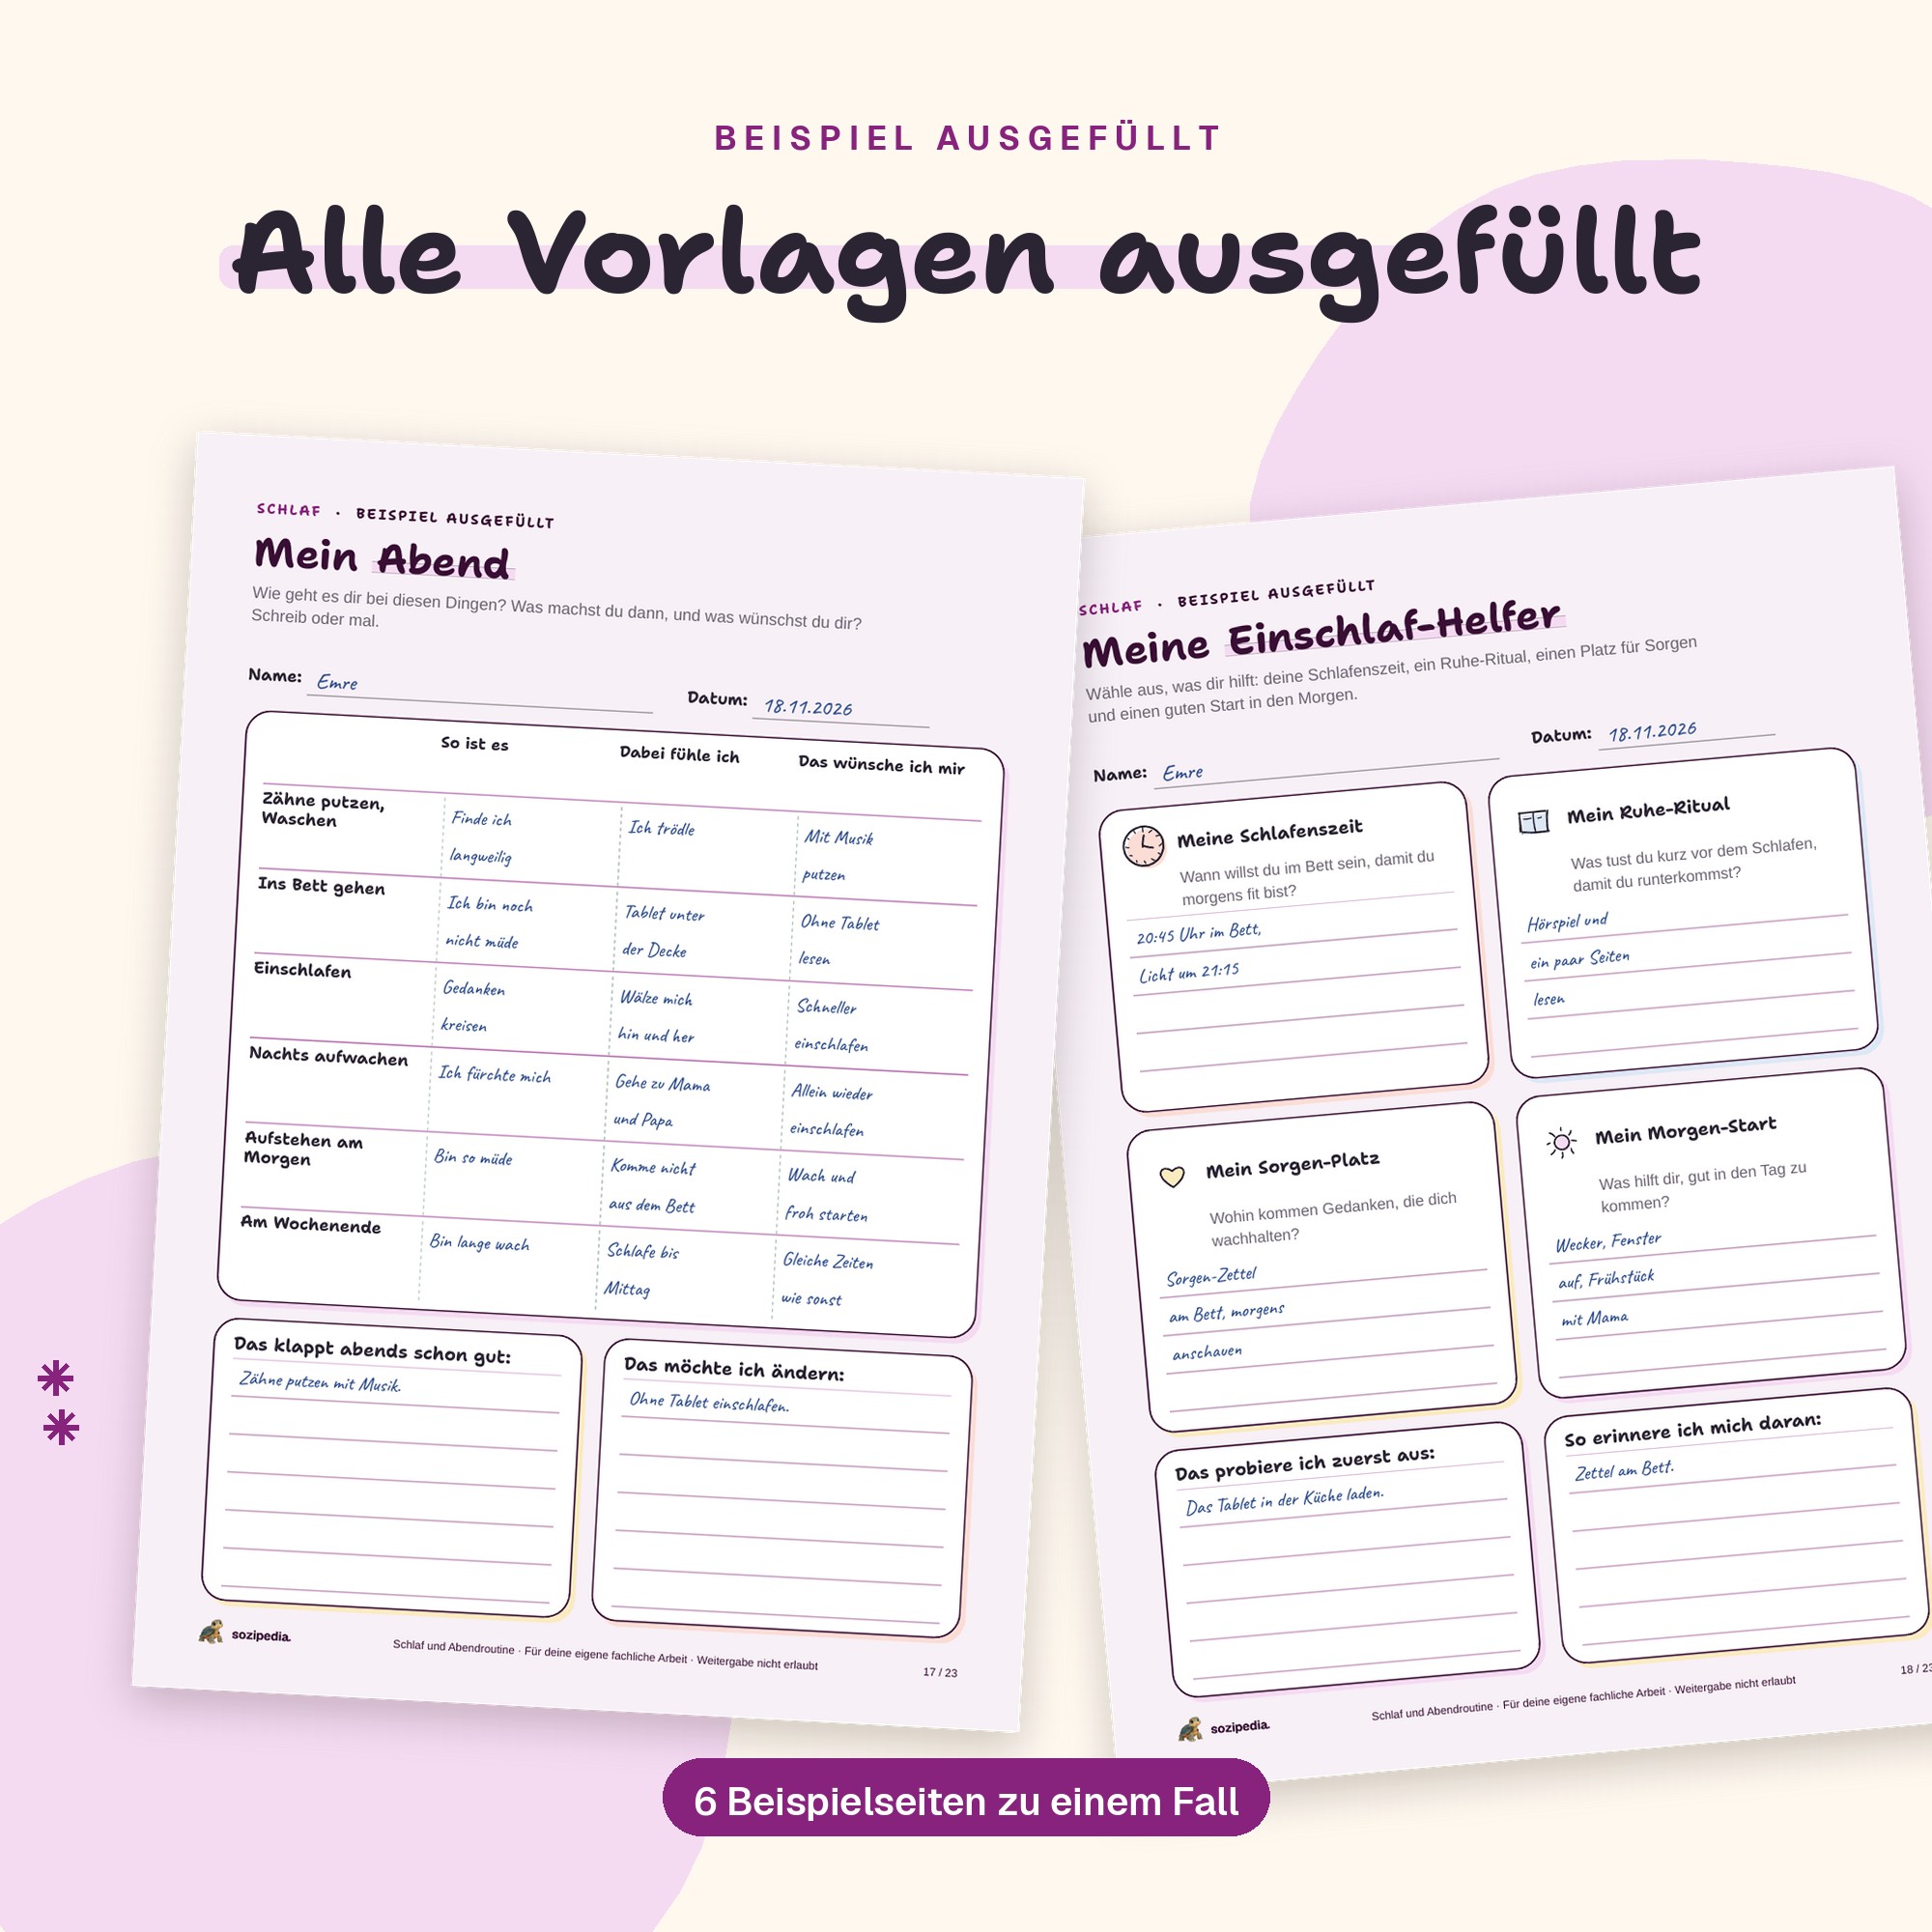 BEISPIEL AUSGEFÜLLT
Alle Vorlagen ausgefüllt
SCHLAF · BEISPIEL AUSGEFÜLLT
Mein Abend
Wie geht es dir bei diesen Dingen? Was machst du dann, und was wünschst du dir?
Schreib oder mal.
Name: Emre Datum: 18.11.2026
So ist es Dabei fühle ich Das wünsche ich mir
Zähne putzen,
Waschen
Finde ich
langweilig
Ich trödle
Mit Musik
putzen
Ins Bett gehen
Ich bin noch
nicht müde
Tablet unter
der Decke
Ohne Tablet
lesen
Einschlafen
Gedanken
kreisen
Wälze mich
hin und her
Schneller
einschlafen
Nachts aufwachen
Ich fürchte mich
Gehe zu Mama
und Papa
Allein wieder
einschlafen
Aufstehen am
Morgen
Bin so müde
Komme nicht
aus dem Bett
Wach und
froh starten
Am Wochenende
Bin lange wach
Schlafe bis
Mittag
Gleiche Zeiten
wie sonst
Das klappt abends schon gut:
Zähne putzen mit Musik.
Das möchte ich ändern:
Ohne Tablet einschlafen.
sozipedia.
Schlaf und Abendroutine · Für deine eigene fachliche Arbeit · Weitergabe nicht erlaubt
17 / 23
SCHLAF · BEISPIEL AUSGEFÜLLT
Meine Einschlaf-Helfer
Wähle aus, was dir hilft: deine Schlafenszeit, ein Ruhe-Ritual, einen Platz für Sorgen
und einen guten Start in den Morgen.
Name: Emre Datum: 18.11.2026
Meine Schlafenszeit
Wann willst du im Bett sein, damit du
morgens fit bist?
20:45 Uhr im Bett,
Licht um 21:15
Mein Ruhe-Ritual
Was tust du kurz vor dem Schlafen,
damit du runterkommst?
Hörspiel und
ein paar Seiten
lesen
Mein Sorgen-Platz
Wohin kommen Gedanken, die dich
wachhalten?
Sorgen-Zettel
am Bett, morgens
anschauen
Mein Morgen-Start
Was hilft dir, gut in den Tag zu
kommen?
Wecker, Fenster
auf, Frühstück
mit Mama
Das probiere ich zuerst aus:
Das Tablet in der Küche laden.
So erinnere ich mich daran:
Zettel am Bett.
sozipedia.
Schlaf und Abendroutine · Für deine eigene fachliche Arbeit · Weitergabe nicht erlaubt
18 / 23
6 Beispielseiten zu einem Fall